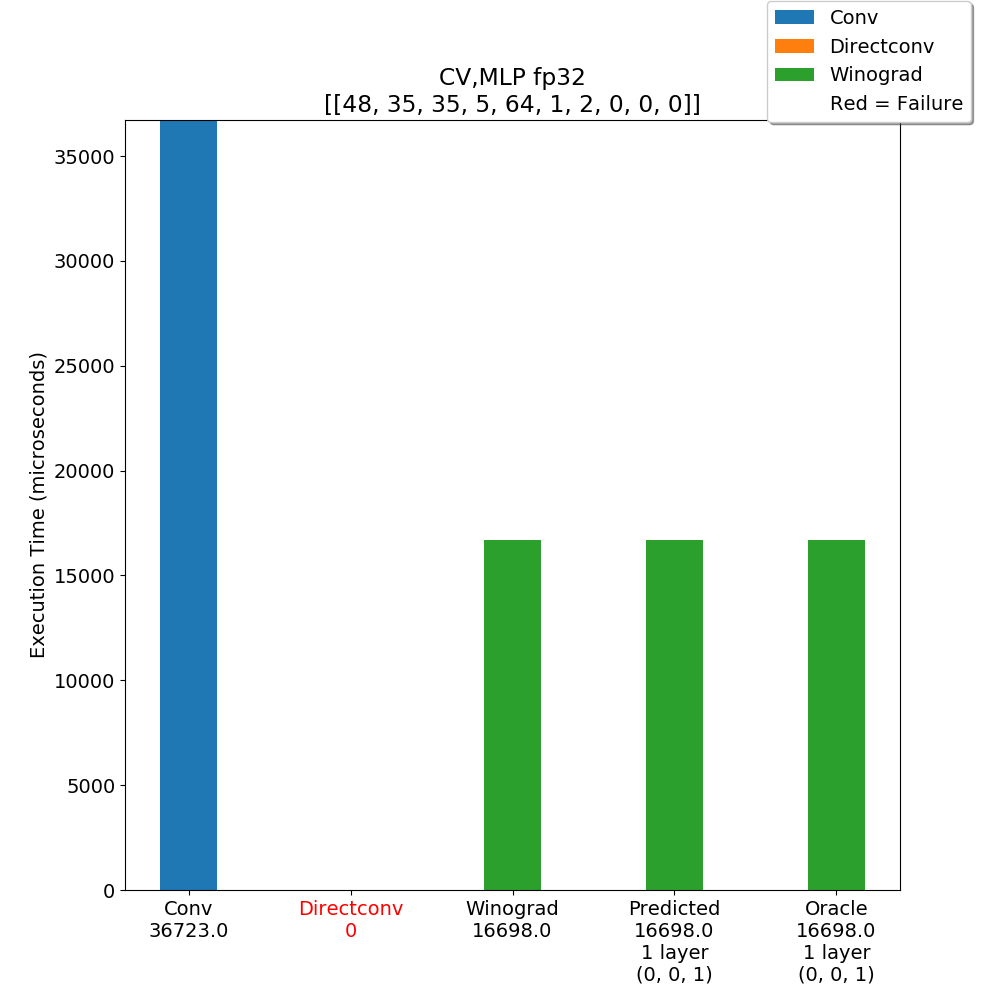 Conv
Directconv
Winograd
Red = Failure
CV,MLP fp32
[[48, 35, 35, 5, 64, 1, 2, 0, 0, 0]]
Execution Time (microseconds)
35000
30000
25000
20000
15000
10000
5000
0
Conv
36723.0
Directconv
0
Winograd
16698.0
Predicted
16698.0
1 layer
(0, 0, 1)
Oracle
16698.0
1 layer
(0, 0, 1)